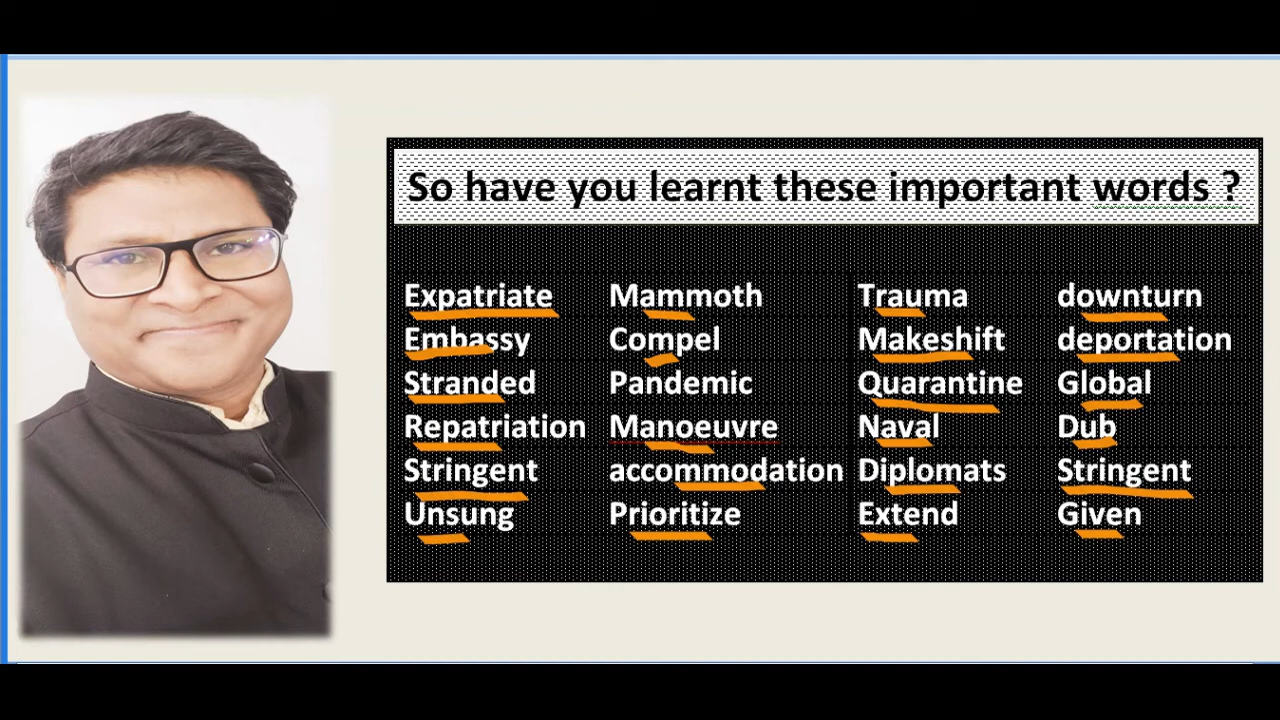 So have you learnt these important words ?
Expatriate Mammoth Trauma downturn
Embassy Compel Makeshift deportation
Stranded Pandemic Quarantine Global
Repatriation Manoeuvre Naval Dub
Stringent accommodation Diplomats Stringent
Unsung Prioritize Extend Given